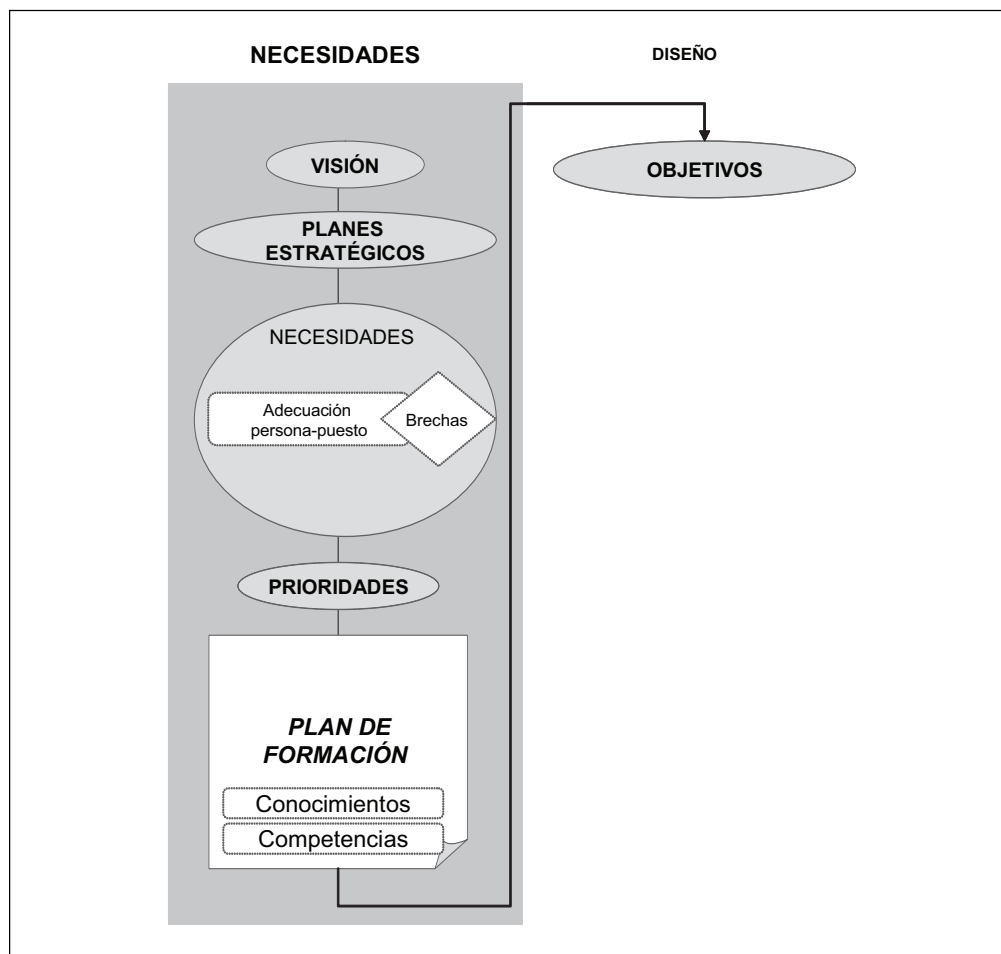 NECESIDADES
DISEÑO
VISIÓN
OBJETIVOS
PLANES
ESTRATÉGICOS
NECESIDADES
Adecuación
persona-puesto
Brechas
PRIORIDADES
PLAN DE
FORMACIÓN
Conocimientos
Competencias